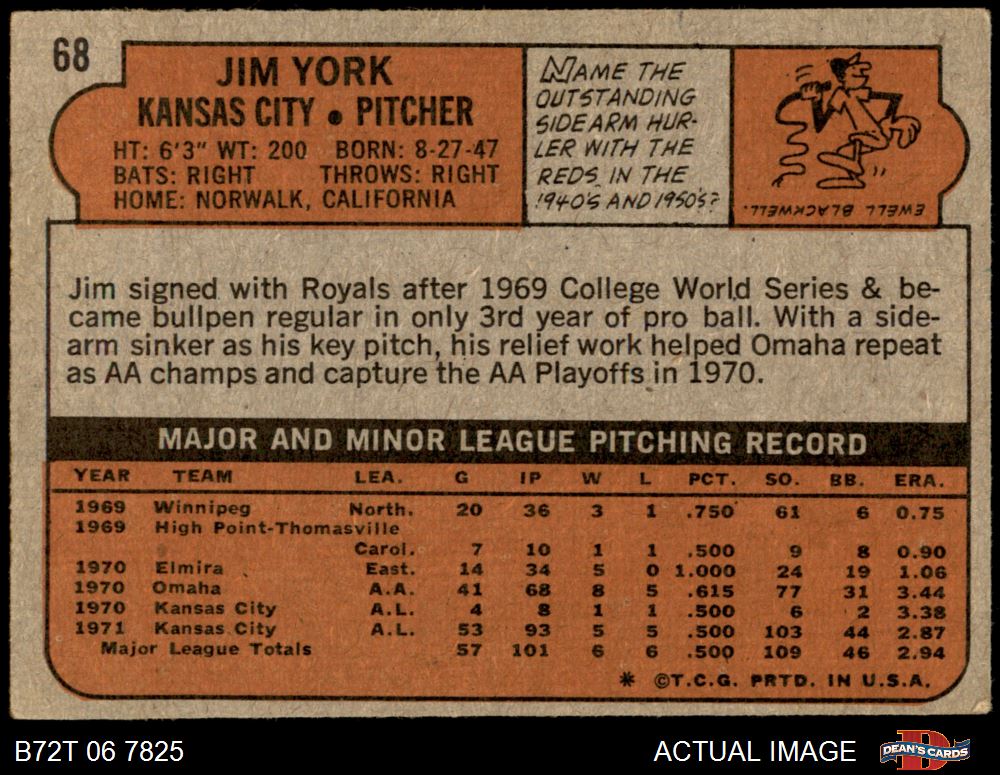 68
JIM YORK
KANSAS CITY • PITCHER
HT: 6'3" WT: 200 BORN: 8-27-47
BATS: RIGHT THROWS: RIGHT
HOME: NORWALK, CALIFORNIA
NAME THE
OUTSTANDING
SIDEARM HUR-
LER WITH THE
REDS IN THE
1940'S AND 1950'S?
EWELL BLACKWELL.
Jim signed with Royals after 1969 College World Series & be-
came bullpen regular in only 3rd year of pro ball. With a side-
arm sinker as his key pitch, his relief work helped Omaha repeat
as AA champs and capture the AA Playoffs in 1970.
MAJOR AND MINOR LEAGUE PITCHING RECORD
YEAR TEAM LEA. G IP W L PCT. SO. BB. ERA.
1969 Winnipeg North. 20 36 3 1 .750 61 6 0.75
1969 High Point-Thomasville
Carol. 7 10 1 1 .500 9 8 0.90
1970 Elmira East. 14 34 5 0 1.000 24 19 1.06
1970 Omaha A.A. 41 68 8 5 .615 77 31 3.44
1970 Kansas City A.L. 4 8 1 1 .500 6 2 3.38
1971 Kansas City A.L. 53 93 5 5 .500 103 44 2.87
Major League Totals 57 101 6 6 .500 109 46 2.94
* ©T.C.G. PRTD. IN U.S.A.
B72T 06 7825 ACTUAL IMAGE DEAN'S CARDS